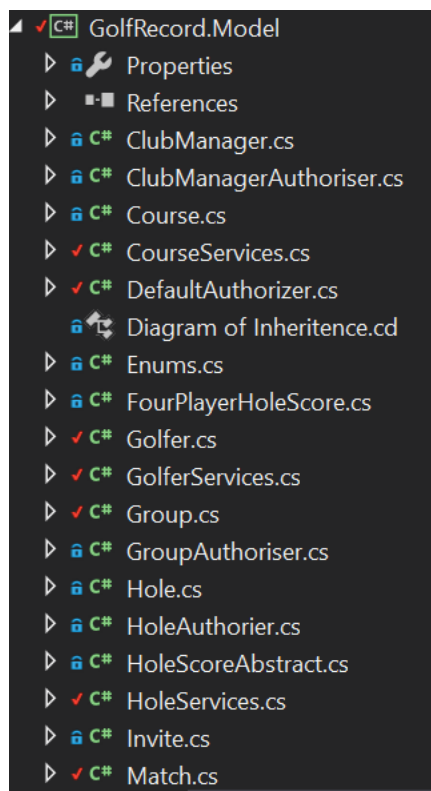 C# GolfRecord.Model
Properties
References
C# ClubManager.cs
C# ClubManagerAuthoriser.cs
C# Course.cs
C# CourseServices.cs
C# DefaultAuthorizer.cs
Diagram of Inheritence.cd
C# Enums.cs
C# FourPlayerHoleScore.cs
C# Golfer.cs
C# GolferServices.cs
C# Group.cs
C# GroupAuthoriser.cs
C# Hole.cs
C# HoleAuthorier.cs
C# HoleScoreAbstract.cs
C# HoleServices.cs
C# Invite.cs
C# Match.cs